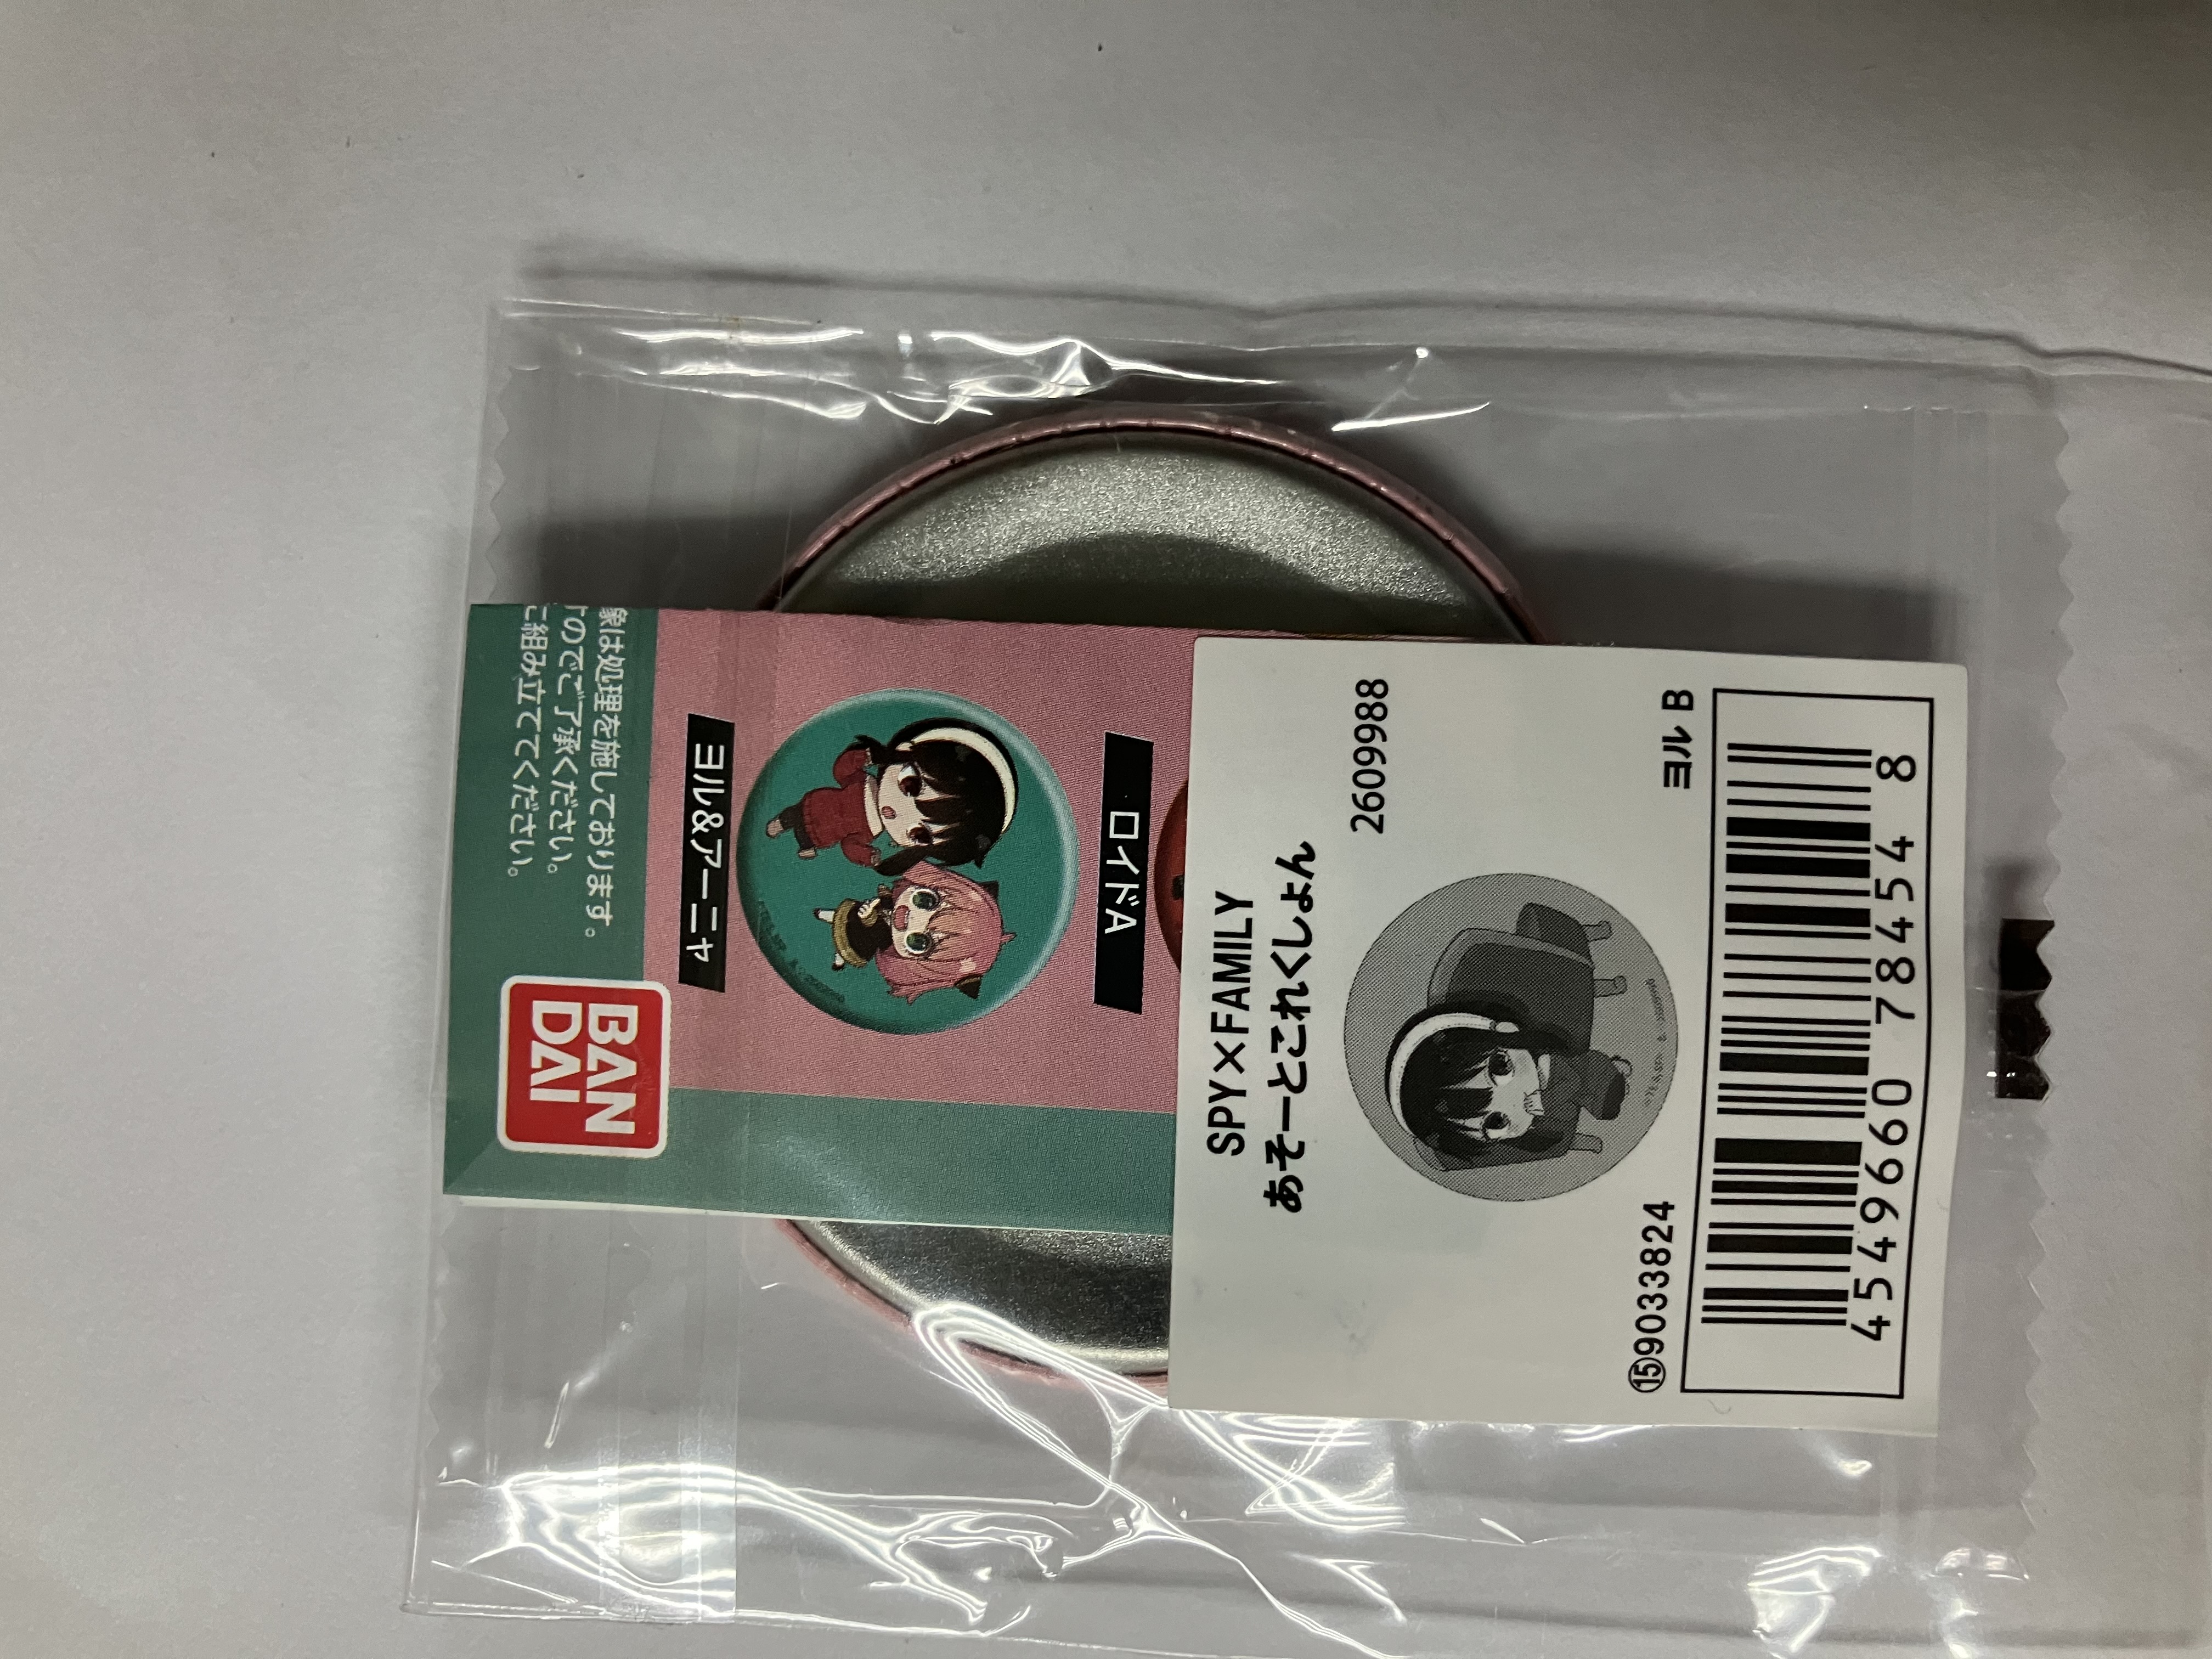 SPY×FAMILY
あそーとこれくしょん
2609988
⑮9033824
ヨル B
4549660 784548
ヨル&アーニャ
ロイドA
象は処理を施しております。
のでご了承ください。
に組み立ててください。
BAN
DAI